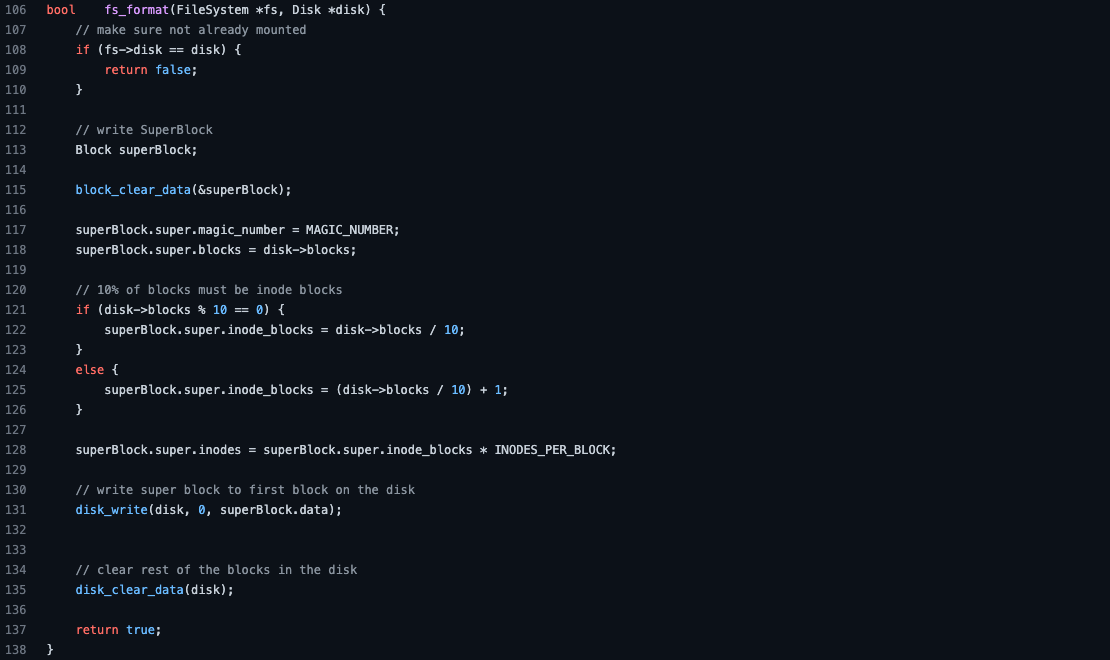 106 bool    fs_format(FileSystem *fs, Disk *disk) {
107     // make sure not already mounted
108     if (fs->disk == disk) {
109         return false;
110     }
111
112     // write SuperBlock
113     Block superBlock;
114
115     block_clear_data(&superBlock);
116
117     superBlock.super.magic_number = MAGIC_NUMBER;
118     superBlock.super.blocks = disk->blocks;
119
120     // 10% of blocks must be inode blocks
121     if (disk->blocks % 10 == 0) {
122         superBlock.super.inode_blocks = disk->blocks / 10;
123     }
124     else {
125         superBlock.super.inode_blocks = (disk->blocks / 10) + 1;
126     }
127
128     superBlock.super.inodes = superBlock.super.inode_blocks * INODES_PER_BLOCK;
129
130     // write super block to first block on the disk
131     disk_write(disk, 0, superBlock.data);
132
133
134     // clear rest of the blocks in the disk
135     disk_clear_data(disk);
136
137     return true;
138 }